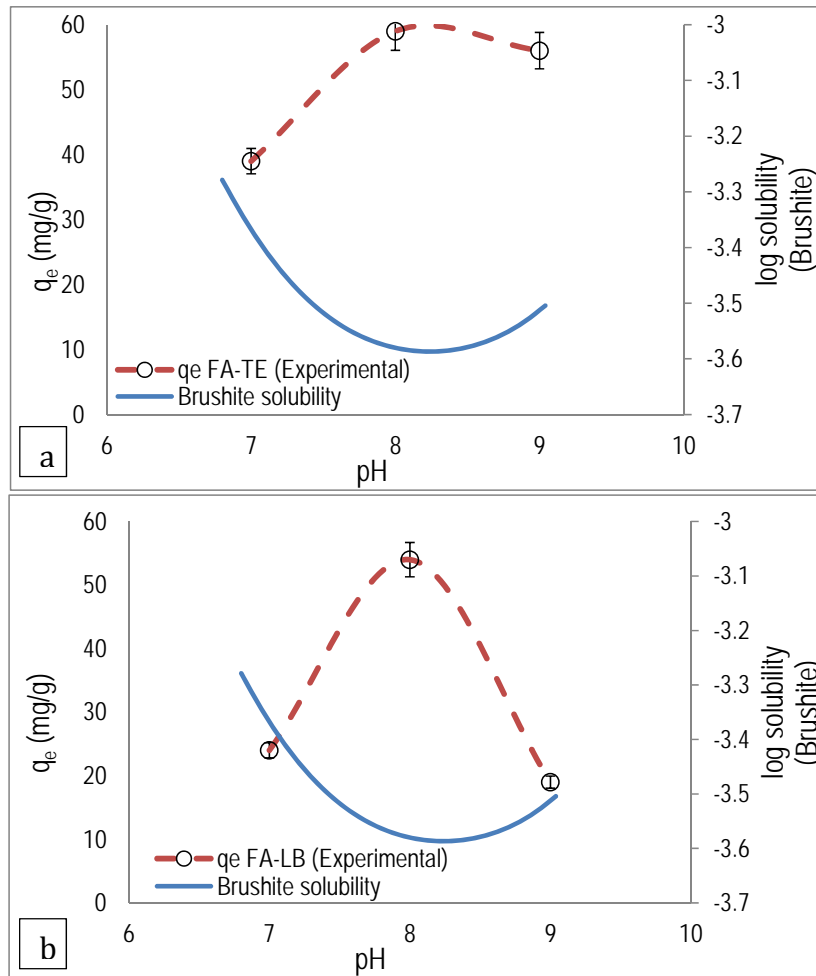 60
50
40
30
20
10
0
qe (mg/g)
-3
-3.1
-3.2
-3.3
-3.4
-3.5
-3.6
-3.7
log solubility
(Brushite)
qe FA-TE (Experimental)
Brushite solubility
6 7 8 9 10
pH
a
60
50
40
30
20
10
0
qe (mg/g)
-3
-3.1
-3.2
-3.3
-3.4
-3.5
-3.6
-3.7
log solubility
(Brushite)
qe FA-LB (Experimental)
Brushite solubility
6 7 8 9 10
pH
b